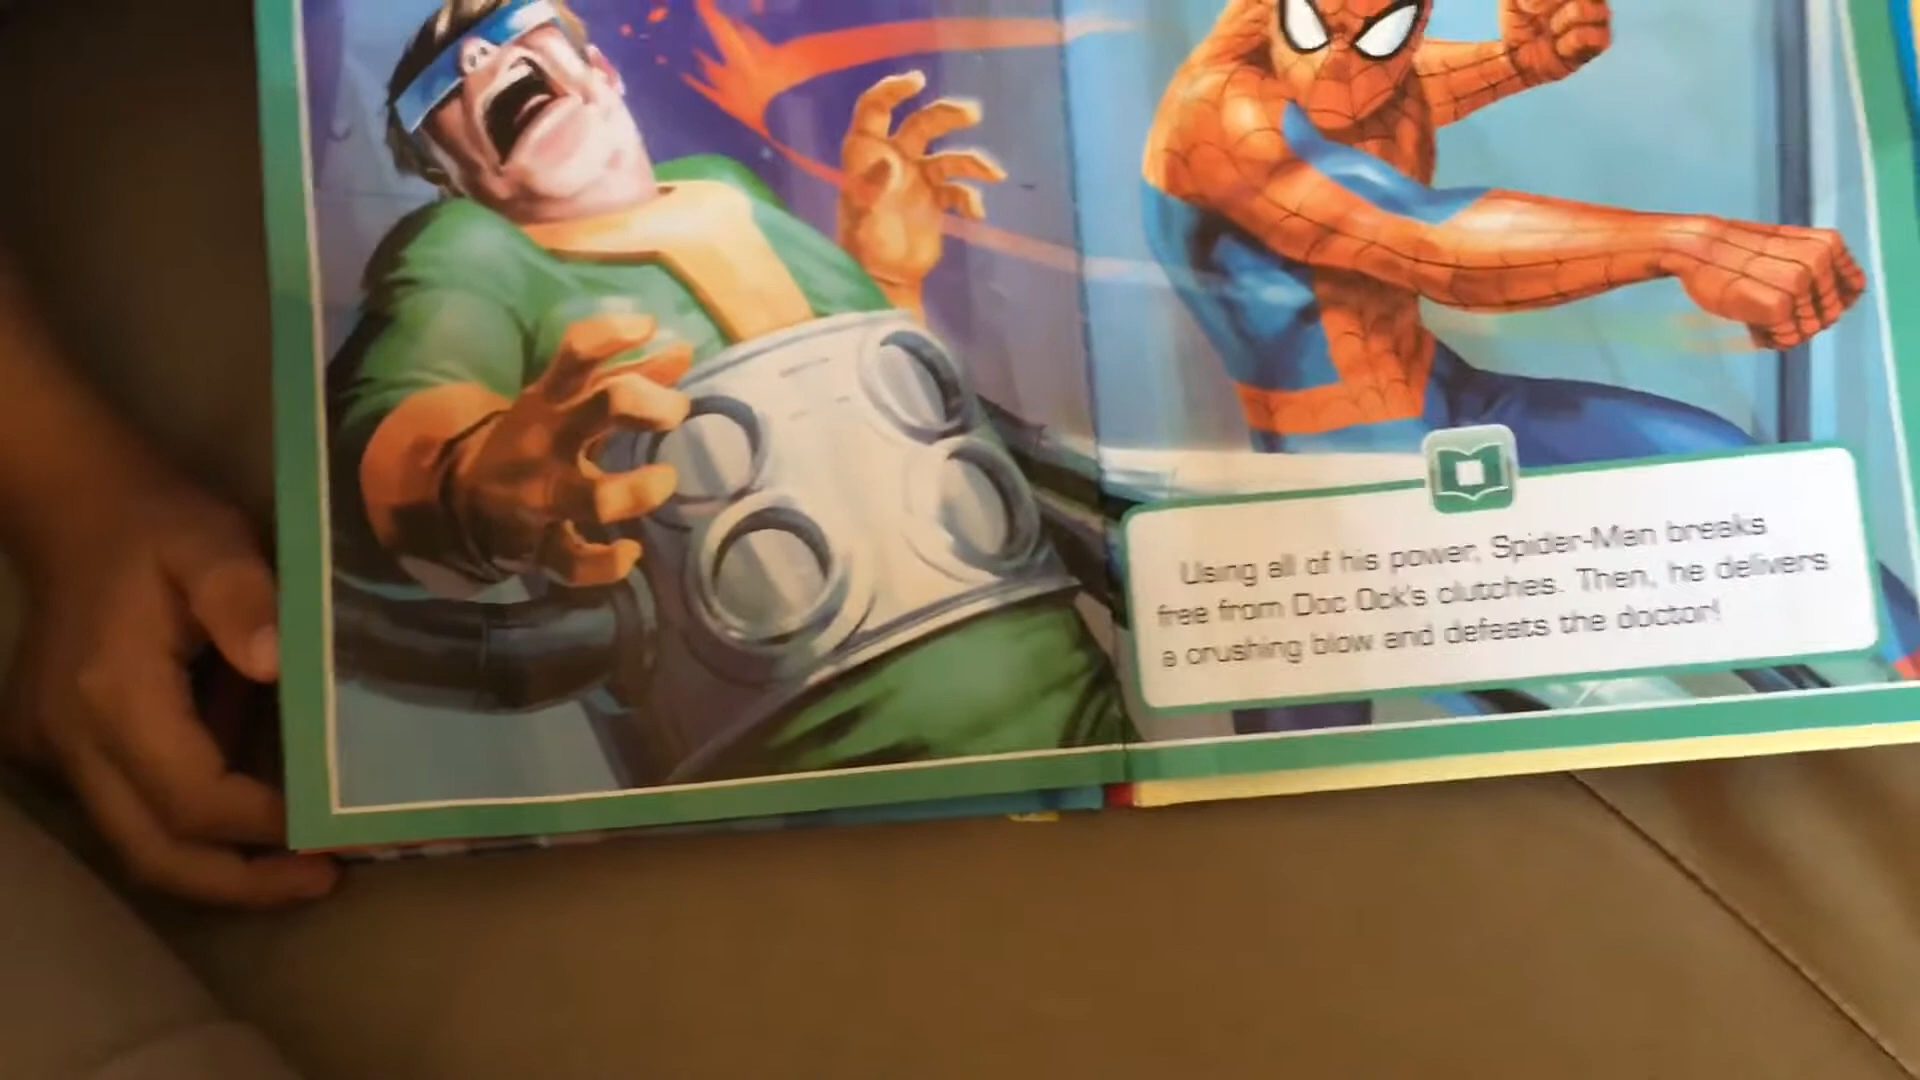 Using all of his power, Spider-Man breaks
free from Doc Ock's clutches. Then, he delivers
a crushing blow and defeats the doctor!